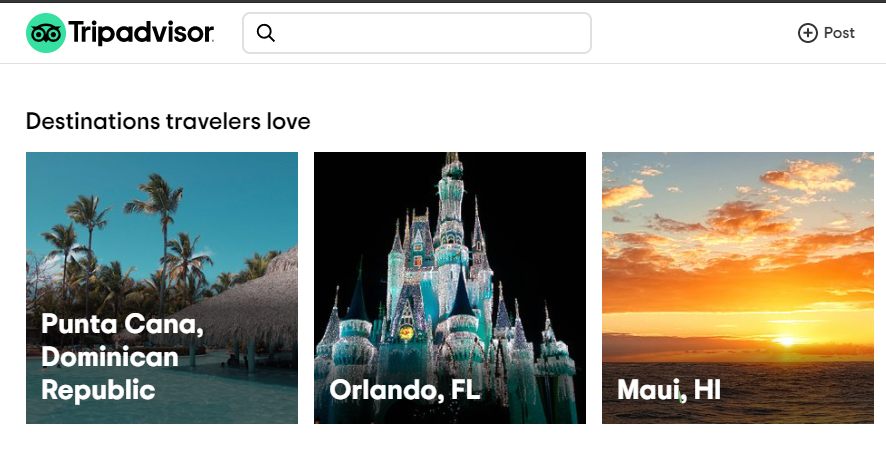 Tripadvisor
Post
Destinations travelers love
Punta Cana,
Dominican
Republic
Orlando, FL
Maui, HI